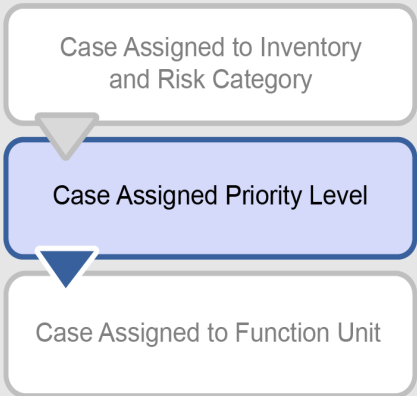 Case Assigned to Inventory
and Risk Category
Case Assigned Priority Level
Case Assigned to Function Unit